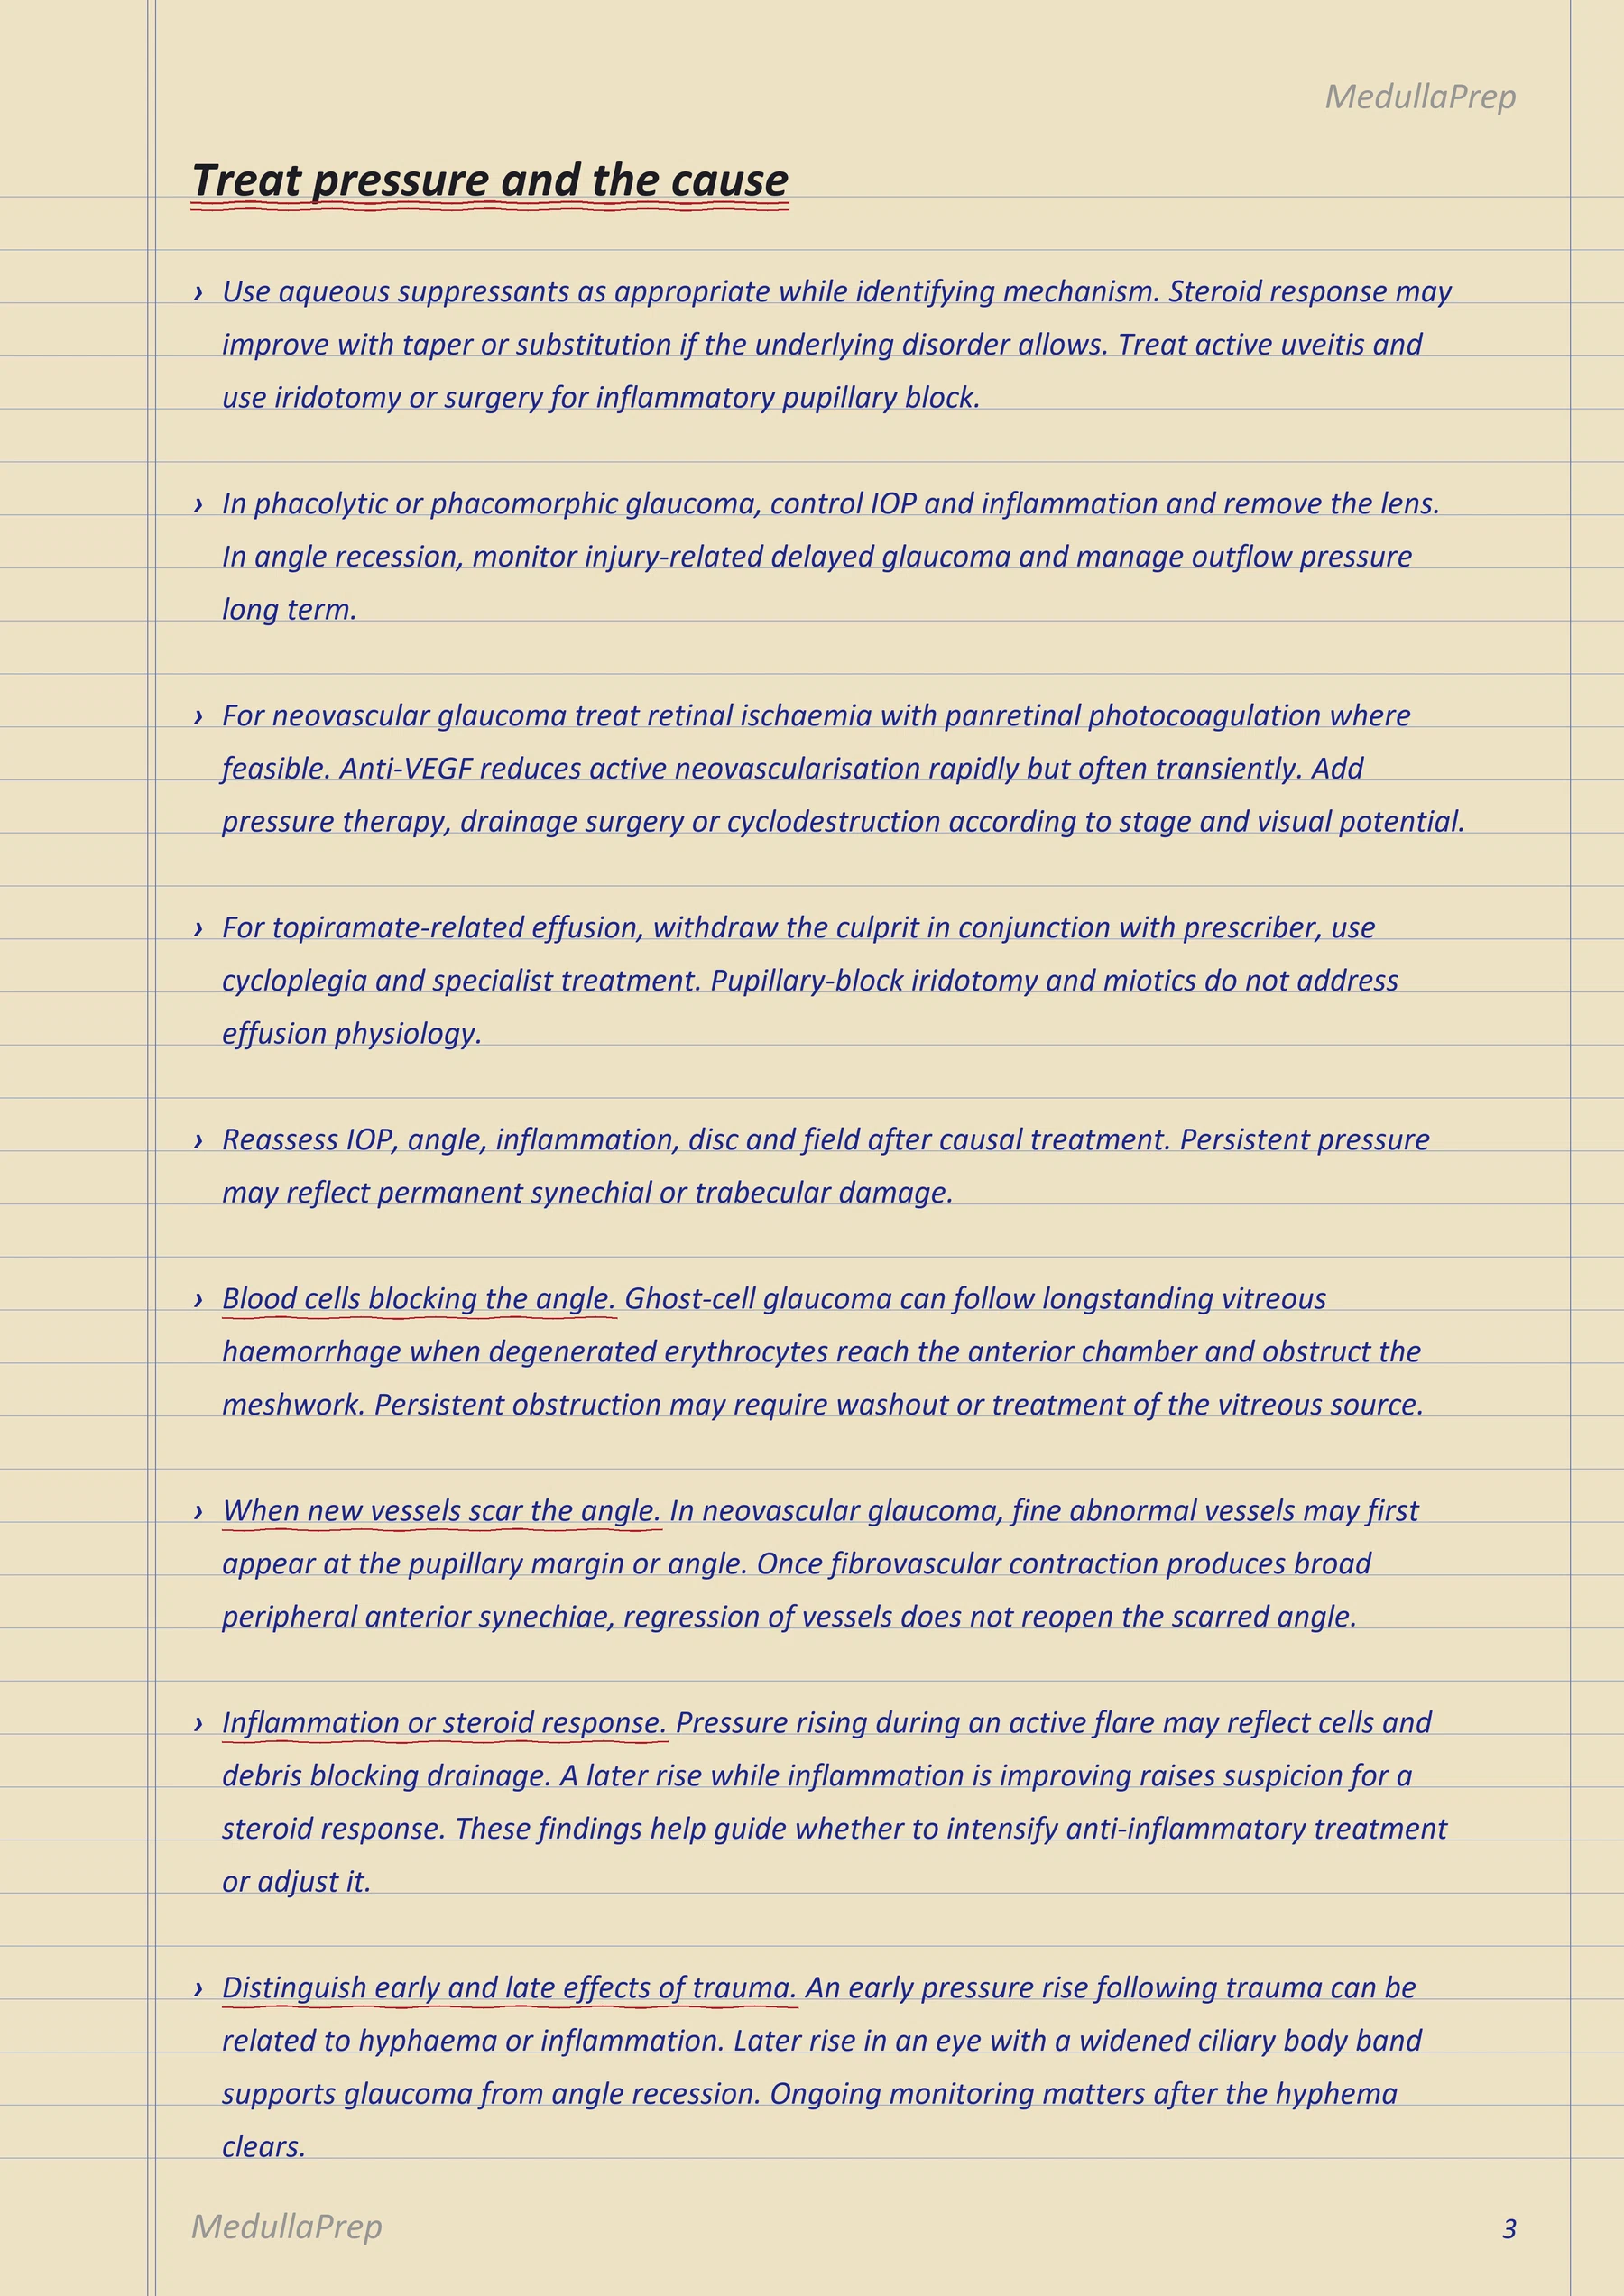 MedullaPrep
Treat pressure and the cause
› Use aqueous suppressants as appropriate while identifying mechanism. Steroid response may
improve with taper or substitution if the underlying disorder allows. Treat active uveitis and
use iridotomy or surgery for inflammatory pupillary block.
› In phacolytic or phacomorphic glaucoma, control IOP and inflammation and remove the lens.
In angle recession, monitor injury-related delayed glaucoma and manage outflow pressure
long term.
› For neovascular glaucoma treat retinal ischaemia with panretinal photocoagulation where
feasible. Anti-VEGF reduces active neovascularisation rapidly but often transiently. Add
pressure therapy, drainage surgery or cyclodestruction according to stage and visual potential.
› For topiramate-related effusion, withdraw the culprit in conjunction with prescriber, use
cycloplegia and specialist treatment. Pupillary-block iridotomy and miotics do not address
effusion physiology.
› Reassess IOP, angle, inflammation, disc and field after causal treatment. Persistent pressure
may reflect permanent synechial or trabecular damage.
› Blood cells blocking the angle. Ghost-cell glaucoma can follow longstanding vitreous
haemorrhage when degenerated erythrocytes reach the anterior chamber and obstruct the
meshwork. Persistent obstruction may require washout or treatment of the vitreous source.
› When new vessels scar the angle. In neovascular glaucoma, fine abnormal vessels may first
appear at the pupillary margin or angle. Once fibrovascular contraction produces broad
peripheral anterior synechiae, regression of vessels does not reopen the scarred angle.
› Inflammation or steroid response. Pressure rising during an active flare may reflect cells and
debris blocking drainage. A later rise while inflammation is improving raises suspicion for a
steroid response. These findings help guide whether to intensify anti-inflammatory treatment
or adjust it.
› Distinguish early and late effects of trauma. An early pressure rise following trauma can be
related to hyphaema or inflammation. Later rise in an eye with a widened ciliary body band
supports glaucoma from angle recession. Ongoing monitoring matters after the hyphema
clears.
MedullaPrep
3